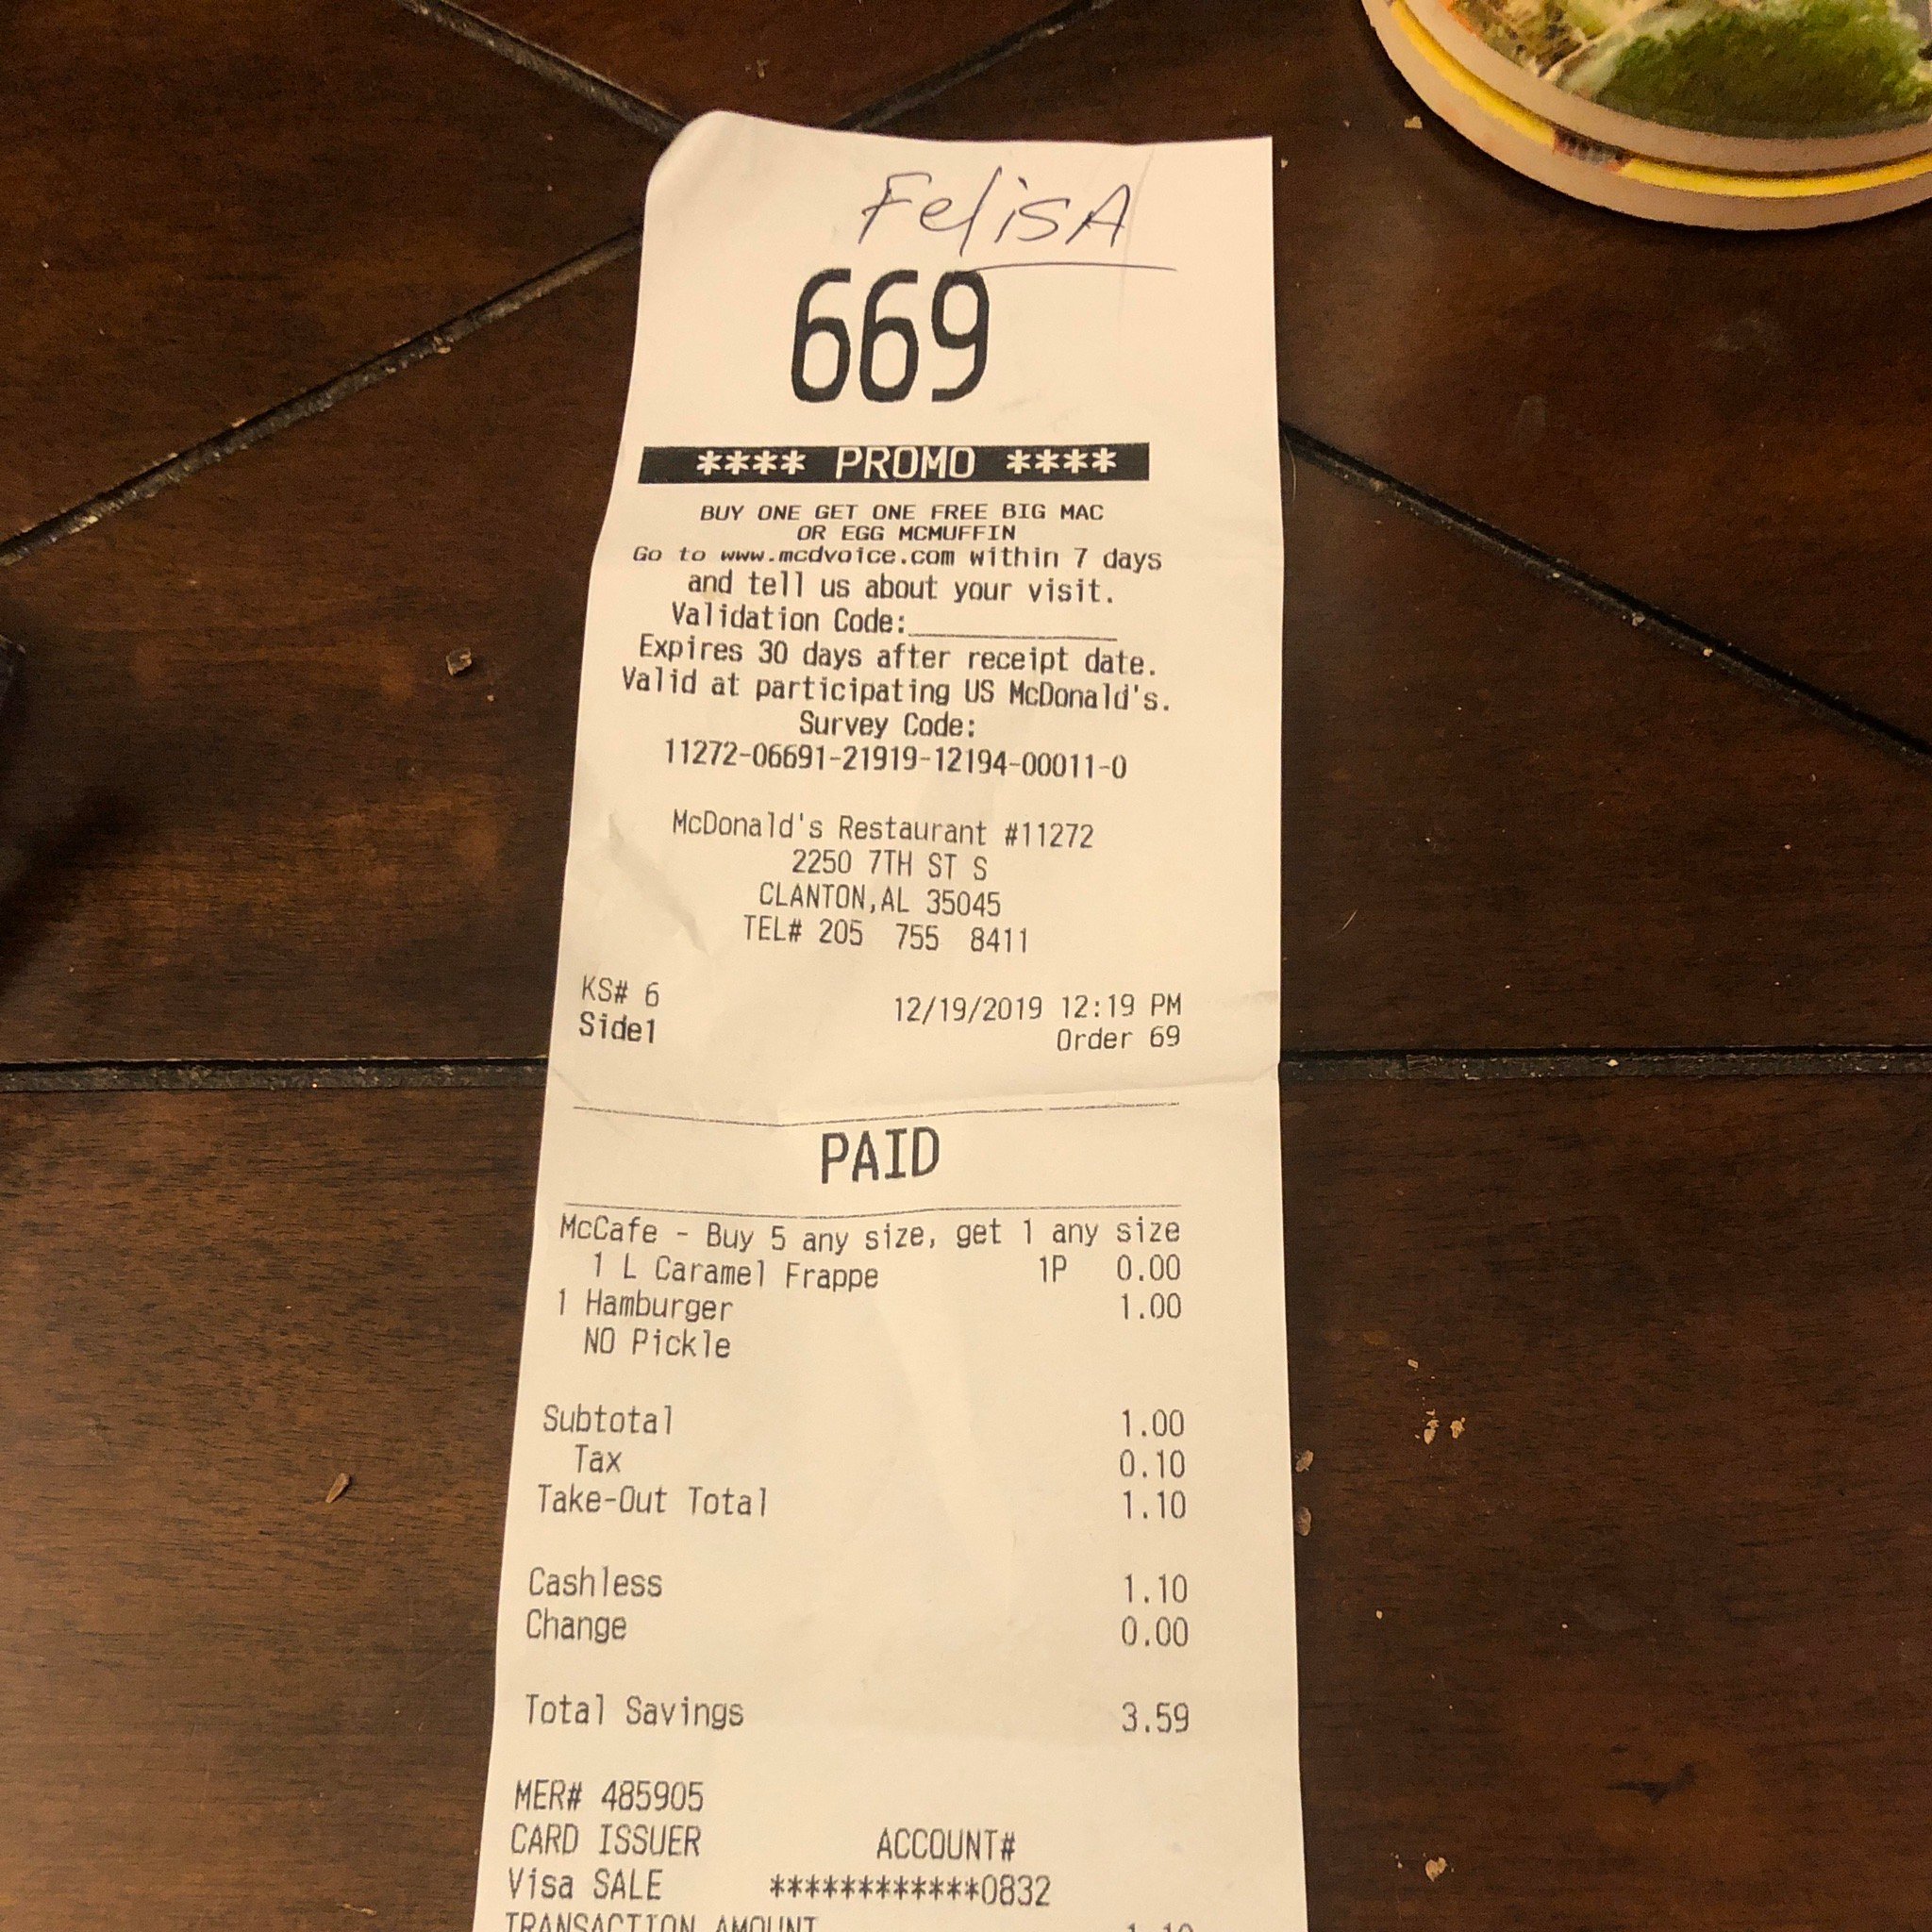 FelisA
669
**** PROMO ****
BUY ONE GET ONE FREE BIG MAC
OR EGG MCMUFFIN
Go to www.mcdvoice.com within 7 days
and tell us about your visit.
Validation Code:____________
Expires 30 days after receipt date.
Valid at participating US McDonald's.
Survey Code:
11272-06691-21919-12194-00011-0
McDonald's Restaurant #11272
2250 7TH ST S
CLANTON,AL 35045
TEL# 205 755 8411
KS# 6 12/19/2019 12:19 PM
Side1 Order 69
PAID
McCafe - Buy 5 any size, get 1 any size
1 L Caramel Frappe 1P 0.00
1 Hamburger 1.00
NO Pickle
Subtotal 1.00
Tax 0.10
Take-Out Total 1.10
Cashless 1.10
Change 0.00
Total Savings 3.59
MER# 485905
CARD ISSUER ACCOUNT#
Visa SALE ************0832
TRANSACTION AMOUNT 1.10